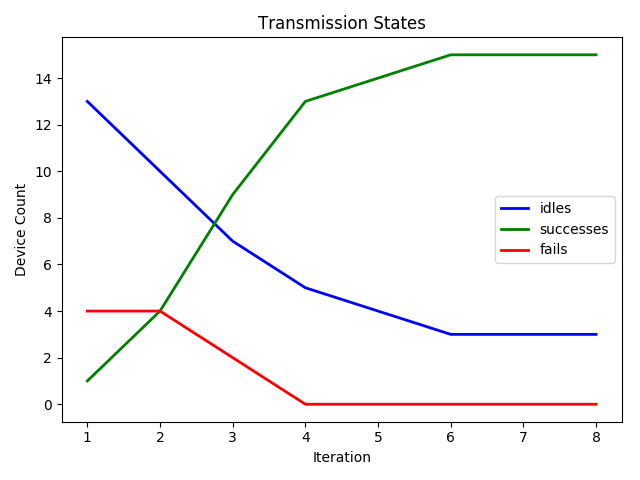 Transmission States
Device Count
14
12
10
8
6
4
2
0
idles
successes
fails
1 2 3 4 5 6 7 8
Iteration